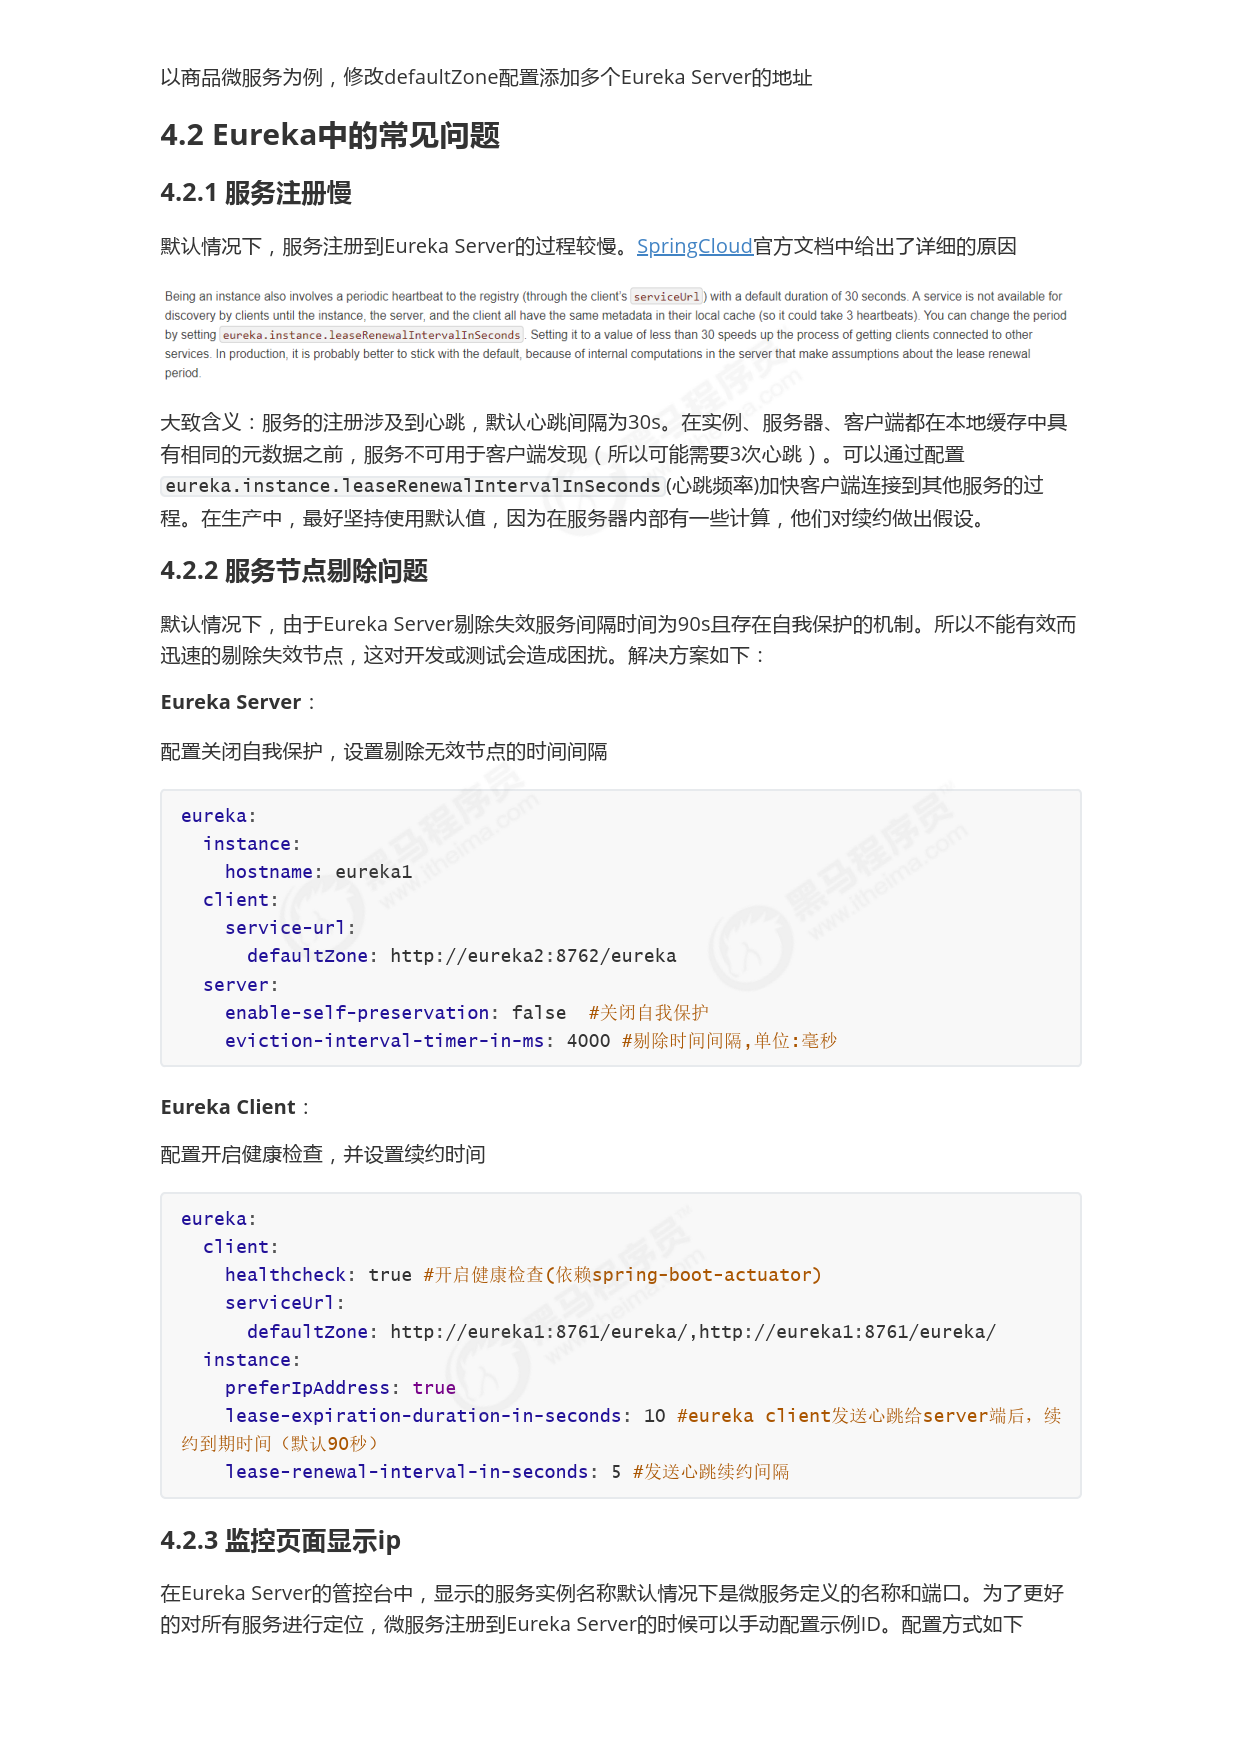 以商品微服务为例，修改defaultZone配置添加多个Eureka Server的地址
4.2 Eureka中的常见问题
4.2.1 服务注册慢
默认情况下，服务注册到Eureka Server的过程较慢。SpringCloud官方文档中给出了详细的原因
Being an instance also involves a periodic heartbeat to the registry (through the client's serviceUrl) with a default duration of 30 seconds. A service is not available for
discovery by clients until the instance, the server, and the client all have the same metadata in their local cache (so it could take 3 heartbeats). You can change the period
by setting eureka.instance.leaseRenewalIntervalInSeconds. Setting it to a value of less than 30 speeds up the process of getting clients connected to other
services. In production, it is probably better to stick with the default, because of internal computations in the server that make assumptions about the lease renewal
period.
大致含义：服务的注册涉及到心跳，默认心跳间隔为30s。在实例、服务器、客户端都在本地缓存中具
有相同的元数据之前，服务不可用于客户端发现（所以可能需要3次心跳）。可以通过配置
eureka.instance.leaseRenewalIntervalInSeconds(心跳频率)加快客户端连接到其他服务的过
程。在生产中，最好坚持使用默认值，因为在服务器内部有一些计算，他们对续约做出假设。
4.2.2 服务节点剔除问题
默认情况下，由于Eureka Server剔除失效服务间隔时间为90s且存在自我保护的机制。所以不能有效而
迅速的剔除失效节点，这对开发或测试会造成困扰。解决方案如下：
Eureka Server：
配置关闭自我保护，设置剔除无效节点的时间间隔
eureka:
  instance:
    hostname: eureka1
  client:
    service-url:
      defaultZone: http://eureka2:8762/eureka
  server:
    enable-self-preservation: false  #关闭自我保护
    eviction-interval-timer-in-ms: 4000 #剔除时间间隔,单位:毫秒
Eureka Client：
配置开启健康检查，并设置续约时间
eureka:
  client:
    healthcheck: true #开启健康检查(依赖spring-boot-actuator)
    serviceUrl:
      defaultZone: http://eureka1:8761/eureka/,http://eureka1:8761/eureka/
  instance:
    preferIpAddress: true
    lease-expiration-duration-in-seconds: 10 #eureka client发送心跳给server端后，续
约到期时间（默认90秒）
    lease-renewal-interval-in-seconds: 5 #发送心跳续约间隔
4.2.3 监控页面显示ip
在Eureka Server的管控台中，显示的服务实例名称默认情况下是微服务定义的名称和端口。为了更好
的对所有服务进行定位，微服务注册到Eureka Server的时候可以手动配置示例ID。配置方式如下
黑马程序员
www.itheima.com
黑马程序员
www.itheima.com
黑马程序员
www.itheima.com